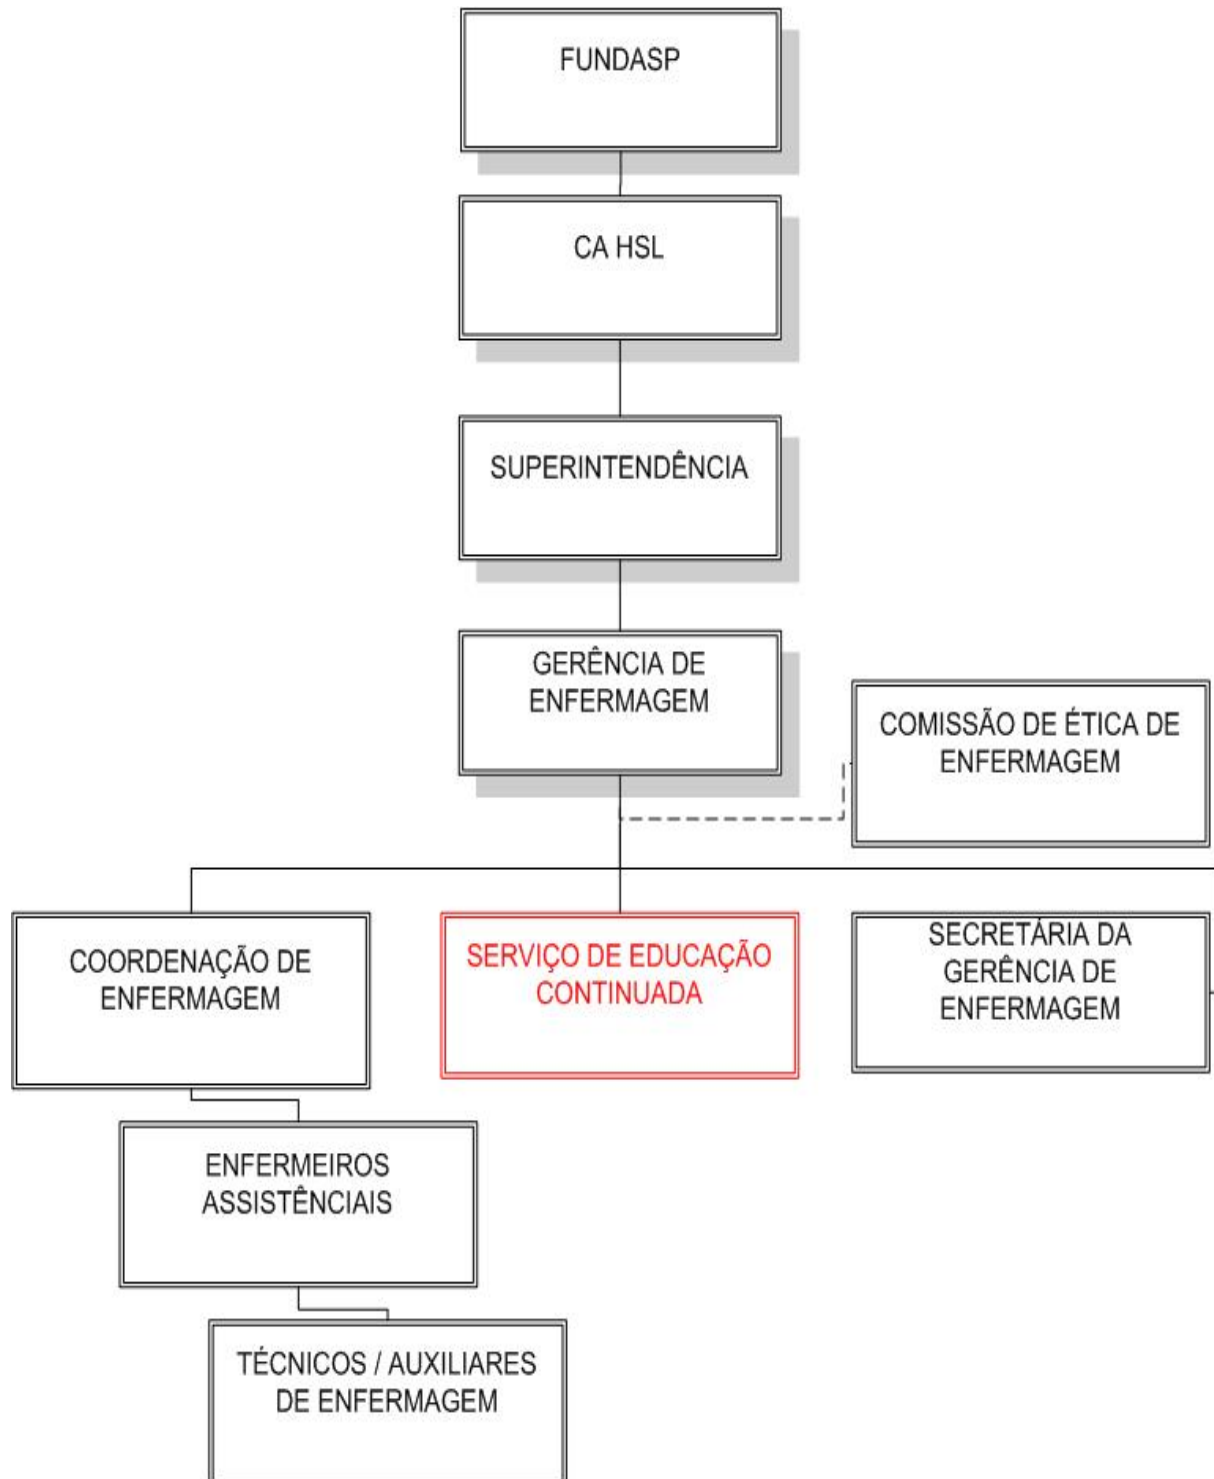 FUNDASP
CA HSL
SUPERINTENDÊNCIA
GERÊNCIA DE
ENFERMAGEM
COMISSÃO DE ÉTICA DE
ENFERMAGEM
COORDENAÇÃO DE
ENFERMAGEM
SERVIÇO DE EDUCAÇÃO
CONTINUADA
SECRETÁRIA DA
GERÊNCIA DE
ENFERMAGEM
ENFERMEIROS
ASSISTÊNCIAIS
TÉCNICOS / AUXILIARES
DE ENFERMAGEM